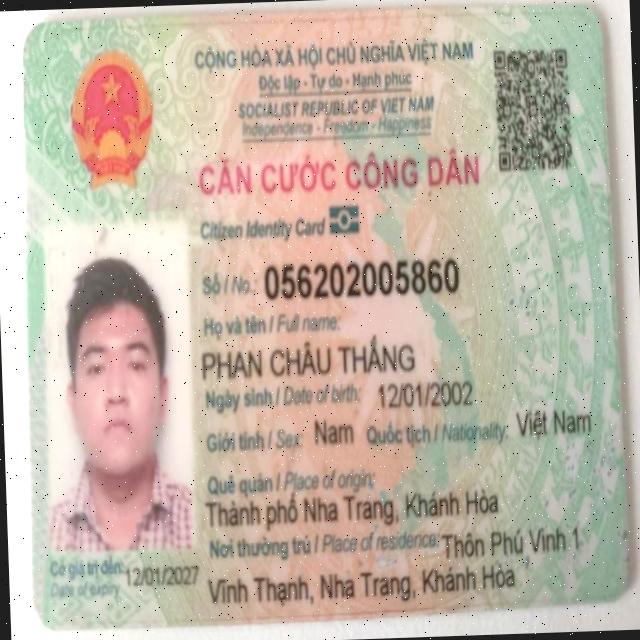 CỘNG HÒA XÃ HỘI CHỦ NGHĨA VIỆT NAM
Độc lập - Tự do - Hạnh phúc
SOCIALIST REPUBLIC OF VIET NAM
Independence - Freedom - Happiness
CĂN CƯỚC CÔNG DÂN
Citizen Identity Card
Số / No.: 056202005860
Họ và tên / Full name:
PHAN CHÂU THẮNG
Ngày sinh / Date of birth: 12/01/2002
Giới tính / Sex: Nam Quốc tịch / Nationality: Việt Nam
Quê quán / Place of origin:
Thành phố Nha Trang, Khánh Hòa
Nơi thường trú / Place of residence: Thôn Phú Vinh 1
Vĩnh Thạnh, Nha Trang, Khánh Hòa
Có giá trị đến: 12/01/2027
Date of expiry